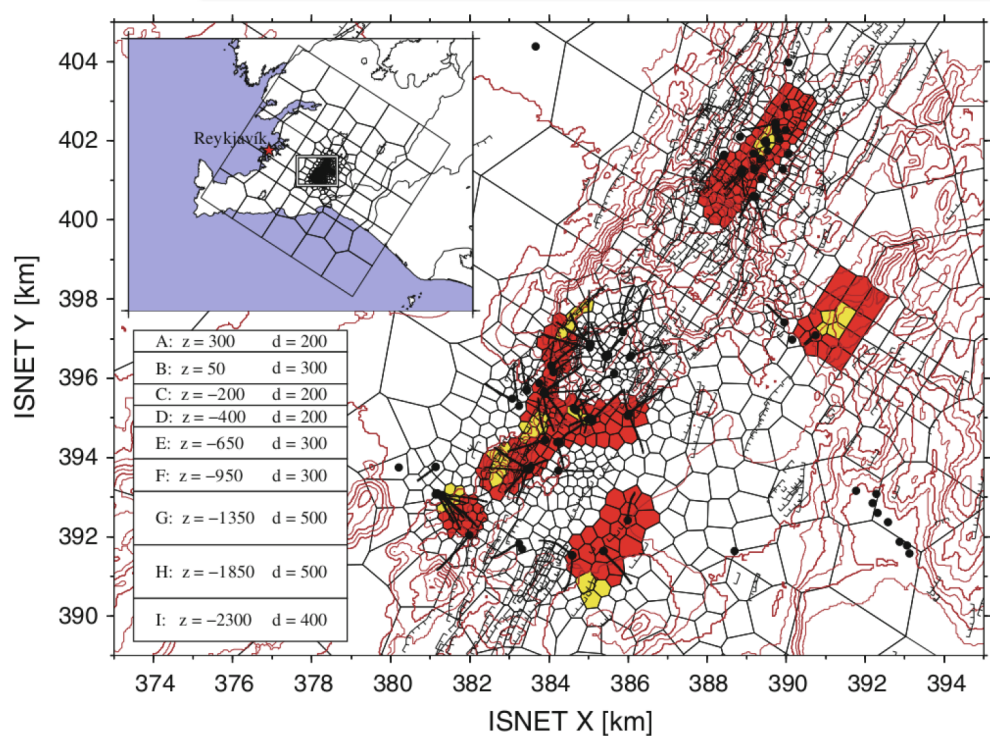 404
402
400
398
396
394
392
390
ISNET Y [km]
Reykjavík
A: z = 300 d = 200
B: z = 50 d = 300
C: z = −200 d = 200
D: z = −400 d = 200
E: z = −650 d = 300
F: z = −950 d = 300
G: z = −1350 d = 500
H: z = −1850 d = 500
I: z = −2300 d = 400
374 376 378 380 382 384 386 388 390 392 394
ISNET X [km]